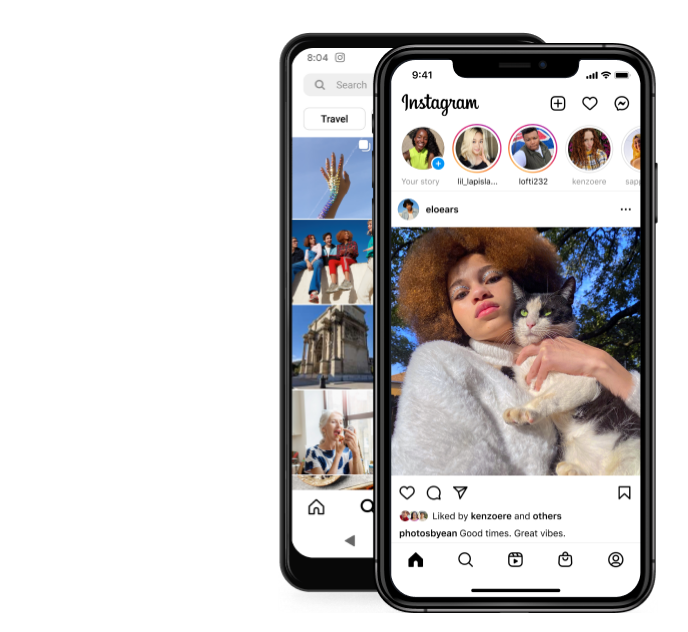 8:04
Search
Travel
9:41
Instagram
Your story
lil_lapisla...
lofti232
kenzoere
eloears
Liked by kenzoere and others
photosbyean Good times. Great vibes.